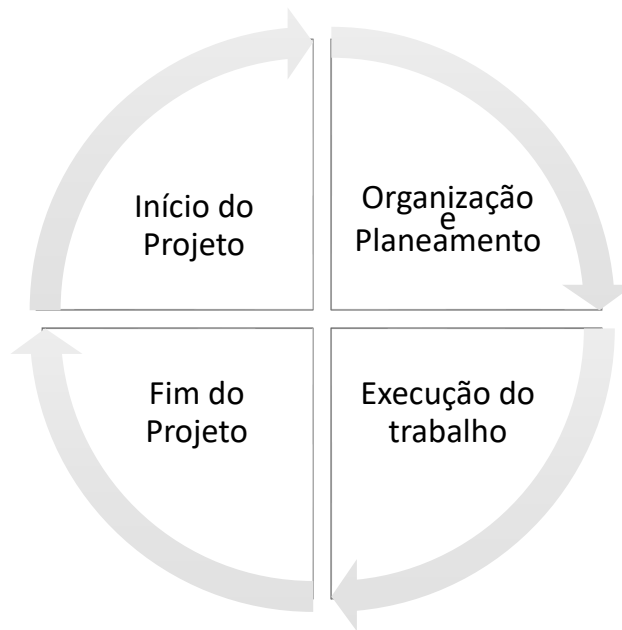 Início do
Projeto
Organização
e
Planeamento
Fim do
Projeto
Execução do
trabalho